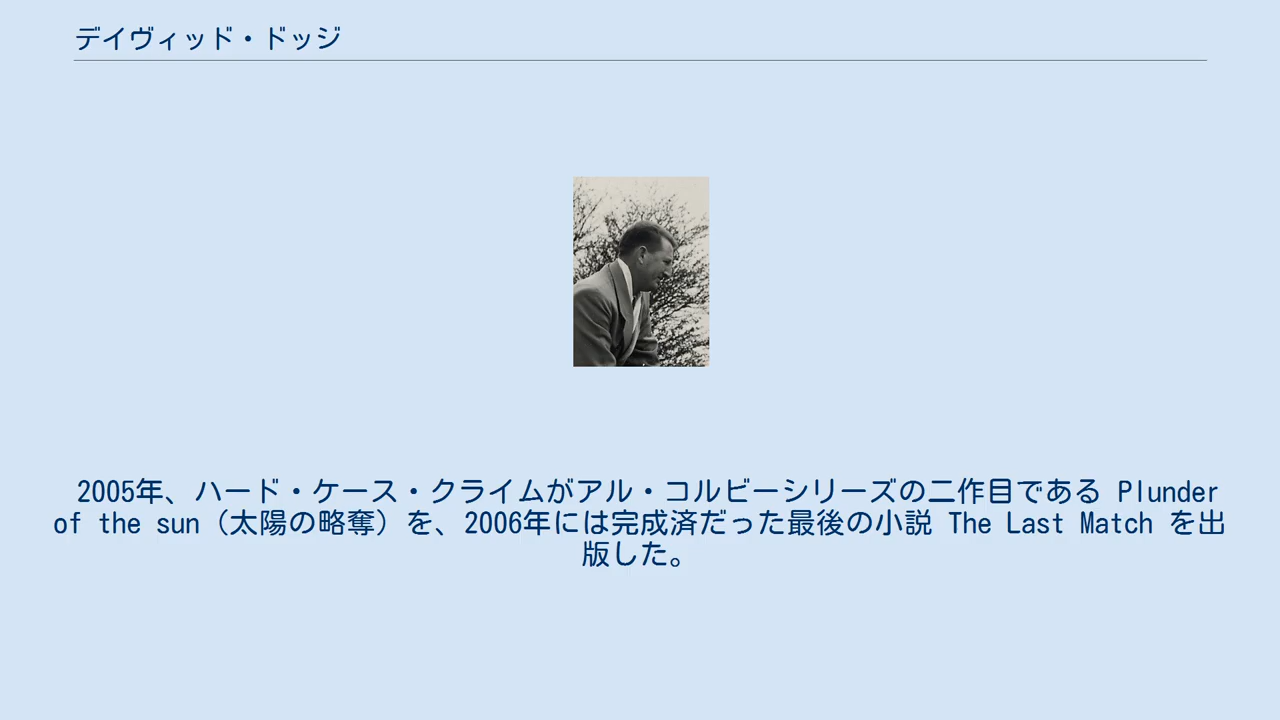 デイヴィッド・ドッジ
2005年、ハード・ケース・クライムがアル・コルビーシリーズの二作目である Plunder
of the sun（太陽の略奪）を、2006年には完成済だった最後の小説 The Last Match を出
版した。